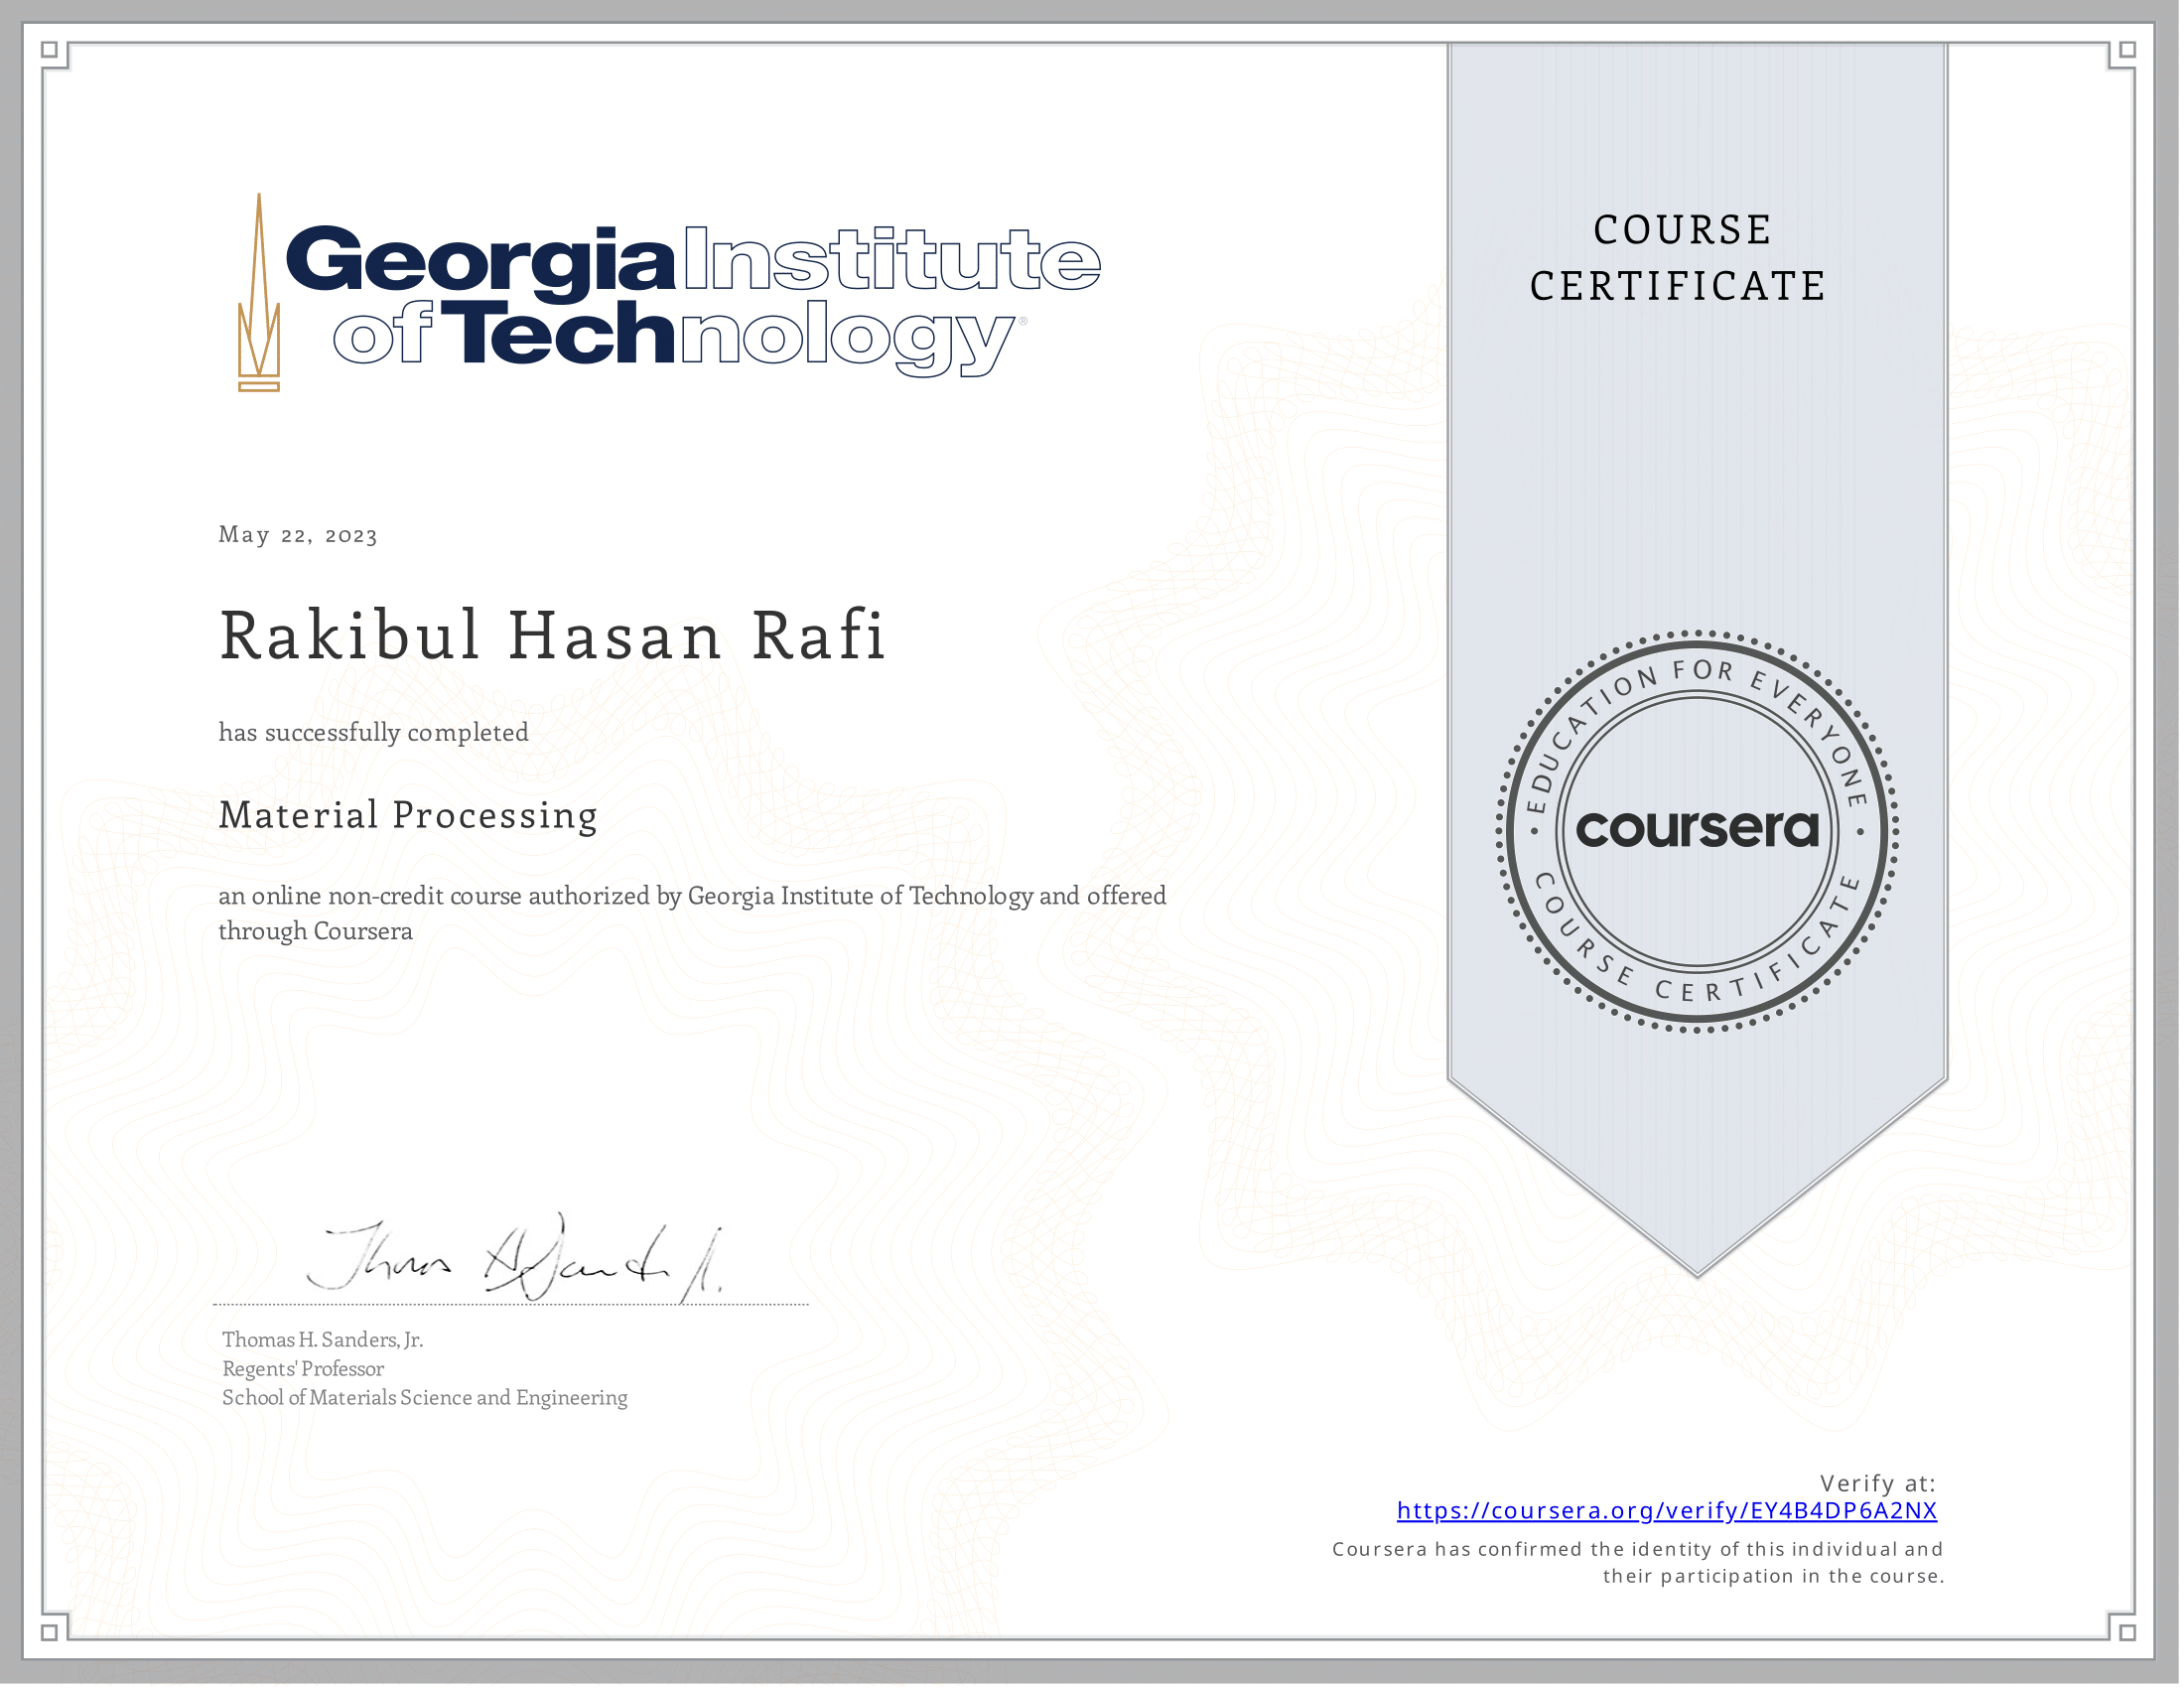 Georgia Institute
of Technology®
COURSE
CERTIFICATE
May 22, 2023
Rakibul Hasan Rafi
has successfully completed
Material Processing
an online non-credit course authorized by Georgia Institute of Technology and offered
through Coursera
EDUCATION FOR EVERYONE
coursera
COURSE CERTIFICATE
Thomas H. Sanders, Jr.
Regents' Professor
School of Materials Science and Engineering
Verify at:
https://coursera.org/verify/EY4B4DP6A2NX
Coursera has confirmed the identity of this individual and
their participation in the course.